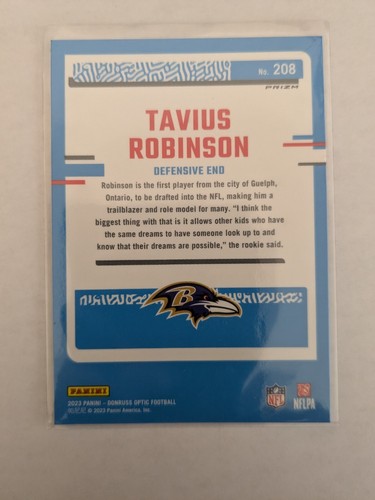 No. 208
PRIZM
TAVIUS
ROBINSON
DEFENSIVE END
Robinson is the first player from the city of Guelph,
Ontario, to be drafted into the NFL, making him a
trailblazer and role model for many. "I think the
biggest thing with that is it allows other kids who have
the same dreams to have someone look up to and
know that their dreams are possible," the rookie said.
B
PANINI
2023 PANINI - DONRUSS OPTIC FOOTBALL
© 2023 Panini America, Inc.
NFL
NFLPA